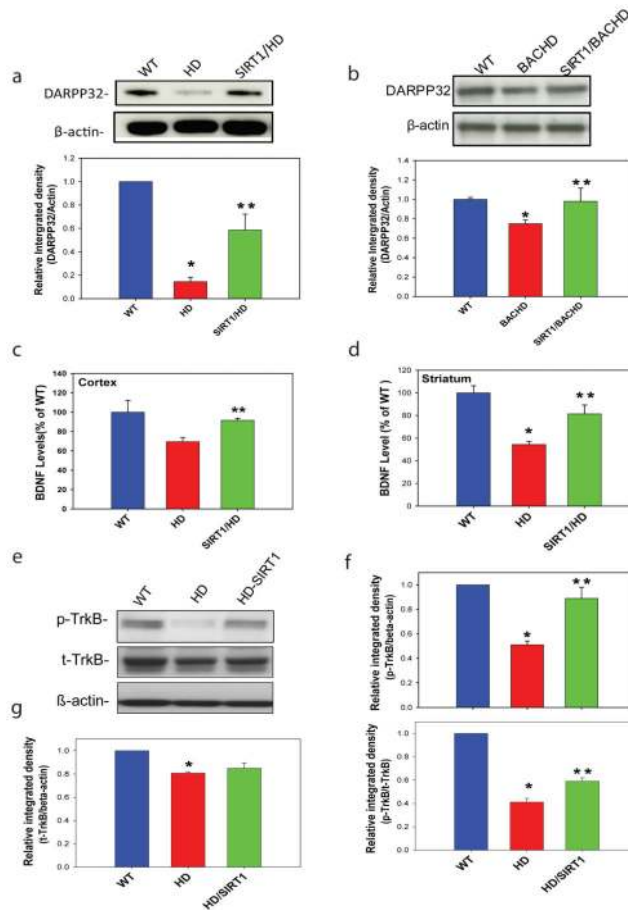 a
WT
HD
SIRT1/HD
DARPP32-
β-actin-
Relative Intergrated density
(DARPP32/Actin)
1.2
1.0
0.8
0.6
0.4
0.2
0.0
*
**
WT
HD
SIRT1/HD
b
WT
BACHD
SIRT1/BACHD
DARPP32
β-actin
Relative Integrated density
(DARPP32/Actin)
1.4
1.2
1.0
0.8
0.6
0.4
0.2
0.0
*
**
WT
BACHD
SIRT1/BACHD
c
Cortex
BDNF Levels(% of WT)
140
120
100
80
60
40
20
0
**
WT
HD
SIRT1/HD
d
Striatum
BDNF Level (% of WT )
100
80
60
40
20
0
*
**
WT
HD
SIRT1/HD
e
WT
HD
HD-SIRT1
p-TrkB-
t-TrkB-
ß-actin-
f
Relative integrated density
(p-TrkB/beta-actin)
1.0
0.8
0.6
0.4
0.2
0.0
*
**
g
Relative integrated density
(t-TrkB/beta-actin)
1.0
0.8
0.6
0.4
0.2
0.0
*
WT
HD
HD/SIRT1
Relative integrated density
(p-TrkB/t-TrkB)
1.0
0.8
0.6
0.4
0.2
0.0
*
**
WT
HD
HD/SIRT1